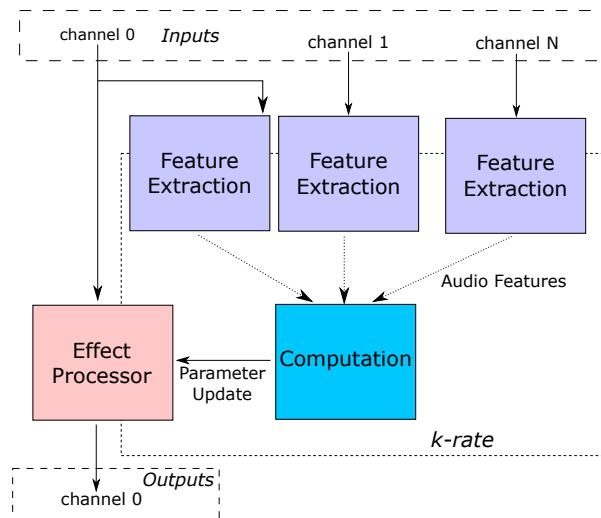 channel 0
Inputs
channel 1
channel N
Feature
Extraction
Feature
Extraction
Feature
Extraction
Audio Features
Effect
Processor
Parameter
Update
Computation
k-rate
Outputs
channel 0